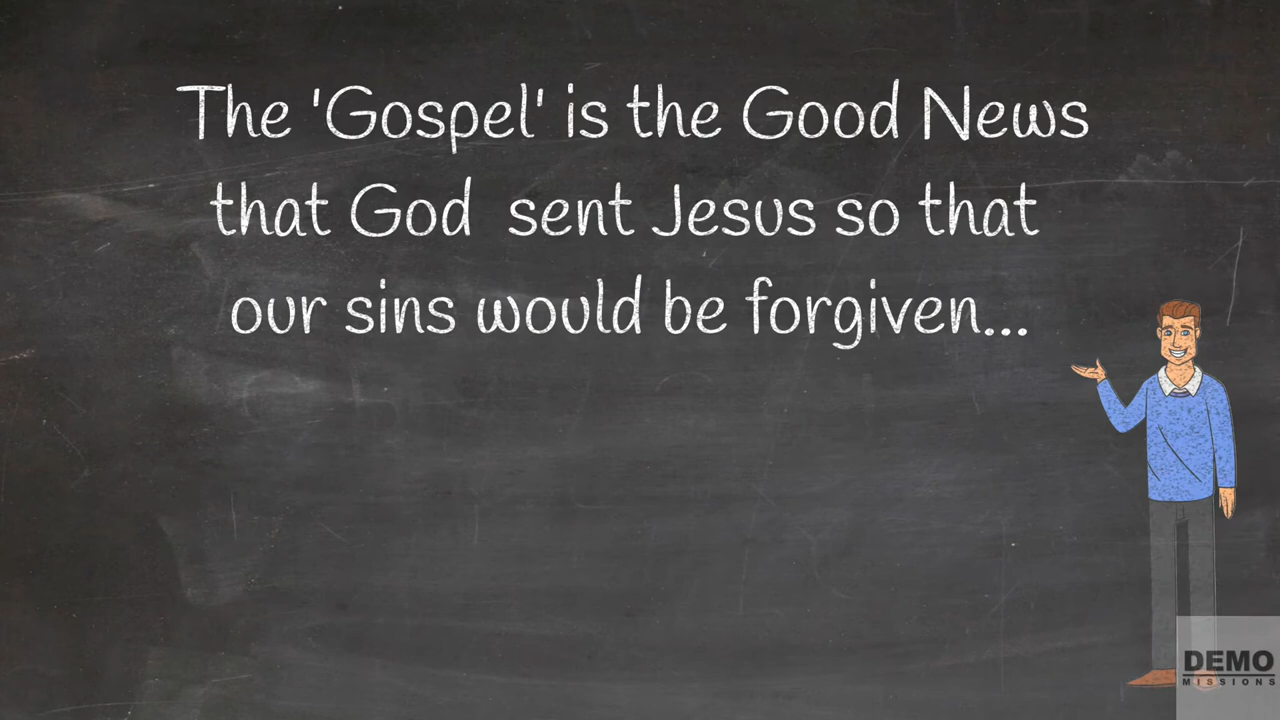 The 'Gospel' is the Good News
that God  sent Jesus so that
our sins would be forgiven...
DEMO
MISSIONS